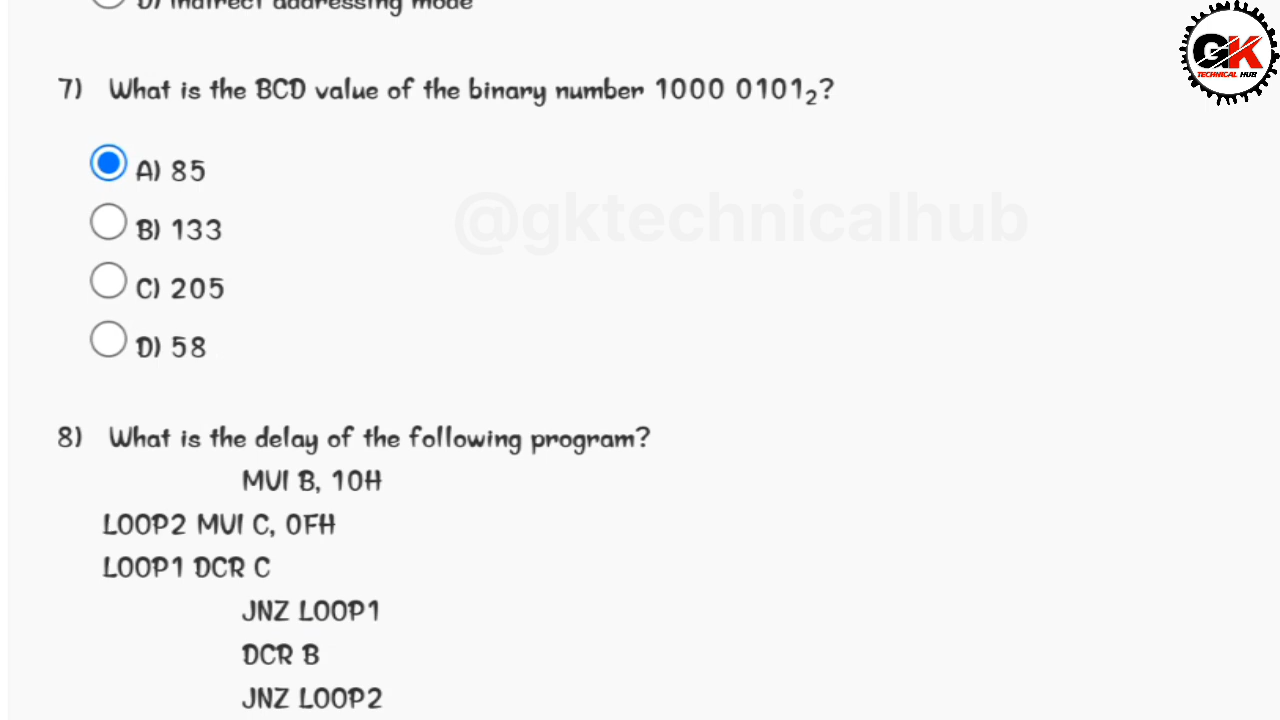 D) Indirect addressing mode
GK
TECHNICAL HUB
7) What is the BCD value of the binary number 1000 0101₂?
A) 85
@gktechnicalhub
B) 133
C) 205
D) 58
8) What is the delay of the following program?
MVI B, 10H
LOOP2 MVI C, 0FH
LOOP1 DCR C
JNZ LOOP1
DCR B
JNZ LOOP2